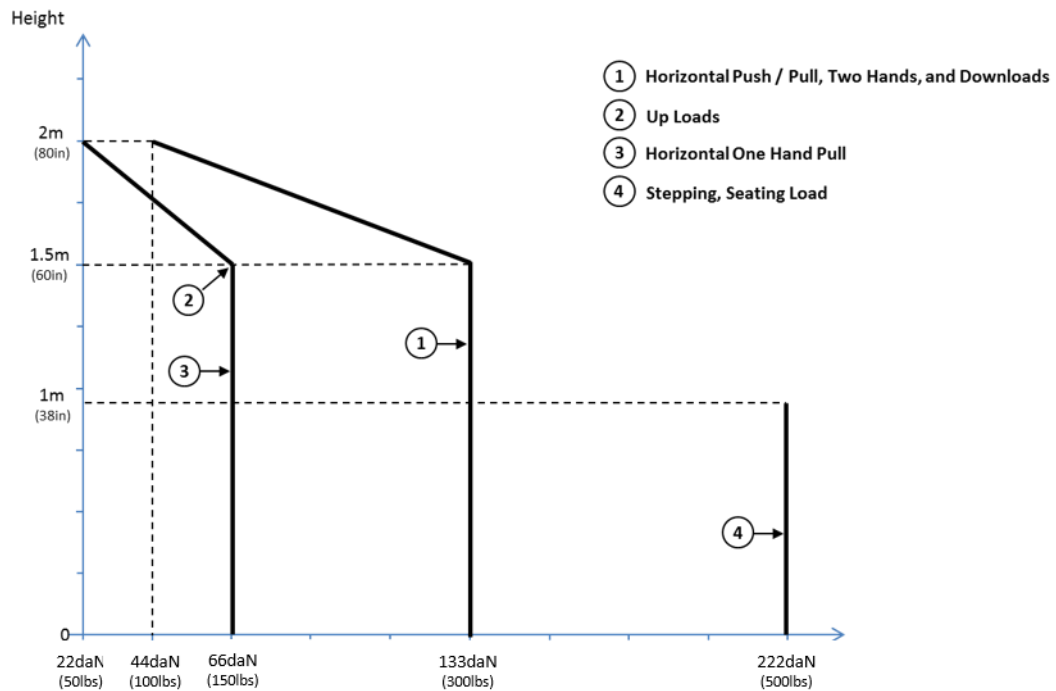 Height
1 Horizontal Push / Pull, Two Hands, and Downloads
2 Up Loads
3 Horizontal One Hand Pull
4 Stepping, Seating Load
2m
(80in)
1.5m
(60in)
2
1
3
1m
(38in)
4
0
22daN 44daN 66daN 133daN 222daN
(50lbs) (100lbs) (150lbs) (300lbs) (500lbs)